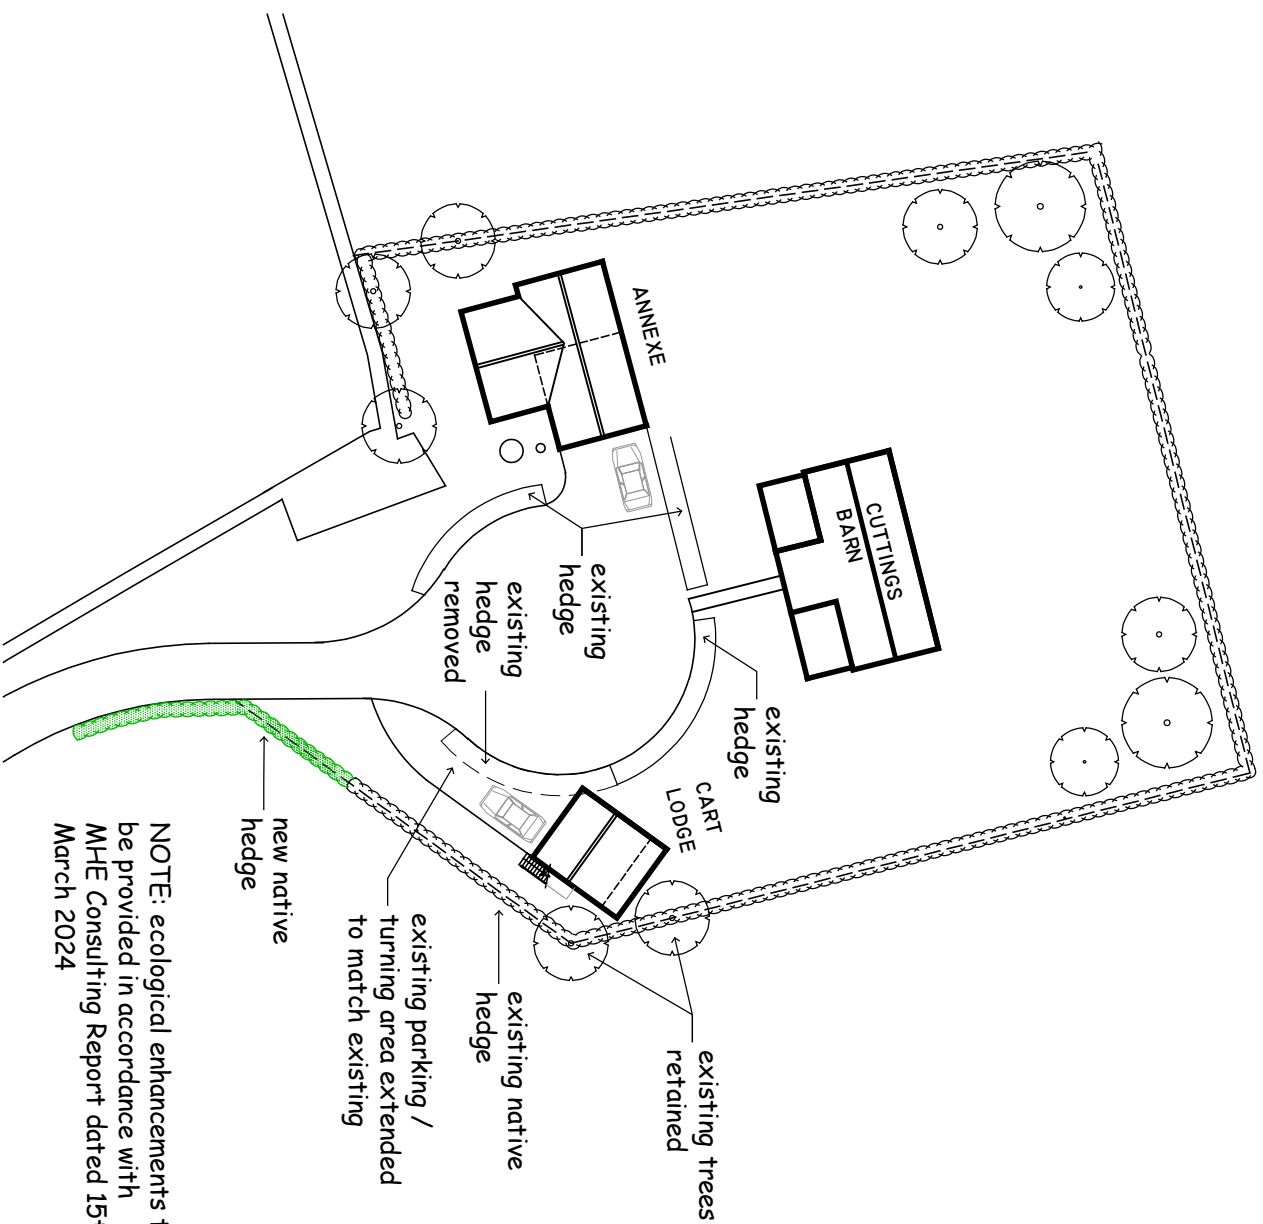 ANNEXE
CUTTINGS
BARN
existing
hedge
existing
hedge
removed
existing
hedge
CART
LODGE
new native
hedge
existing parking /
turning area extended
to match existing
existing native
hedge
existing trees
retained
NOTE: ecological enhancements
be provided in accordance with
MHE Consulting Report dated
March 2024